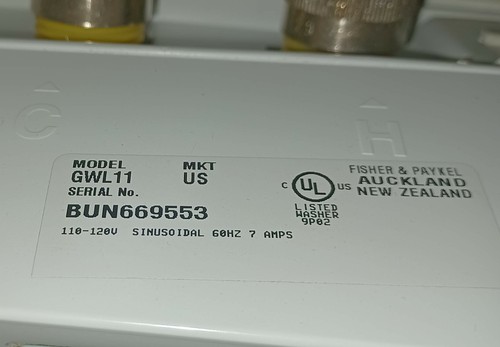 C
H
MODEL MKT
GWL11 US
SERIAL No.
BUN669553
110-120V SINUSOIDAL 60HZ 7 AMPS
C UL US
LISTED
WASHER
9P02
FISHER & PAYKEL
AUCKLAND
NEW ZEALAND